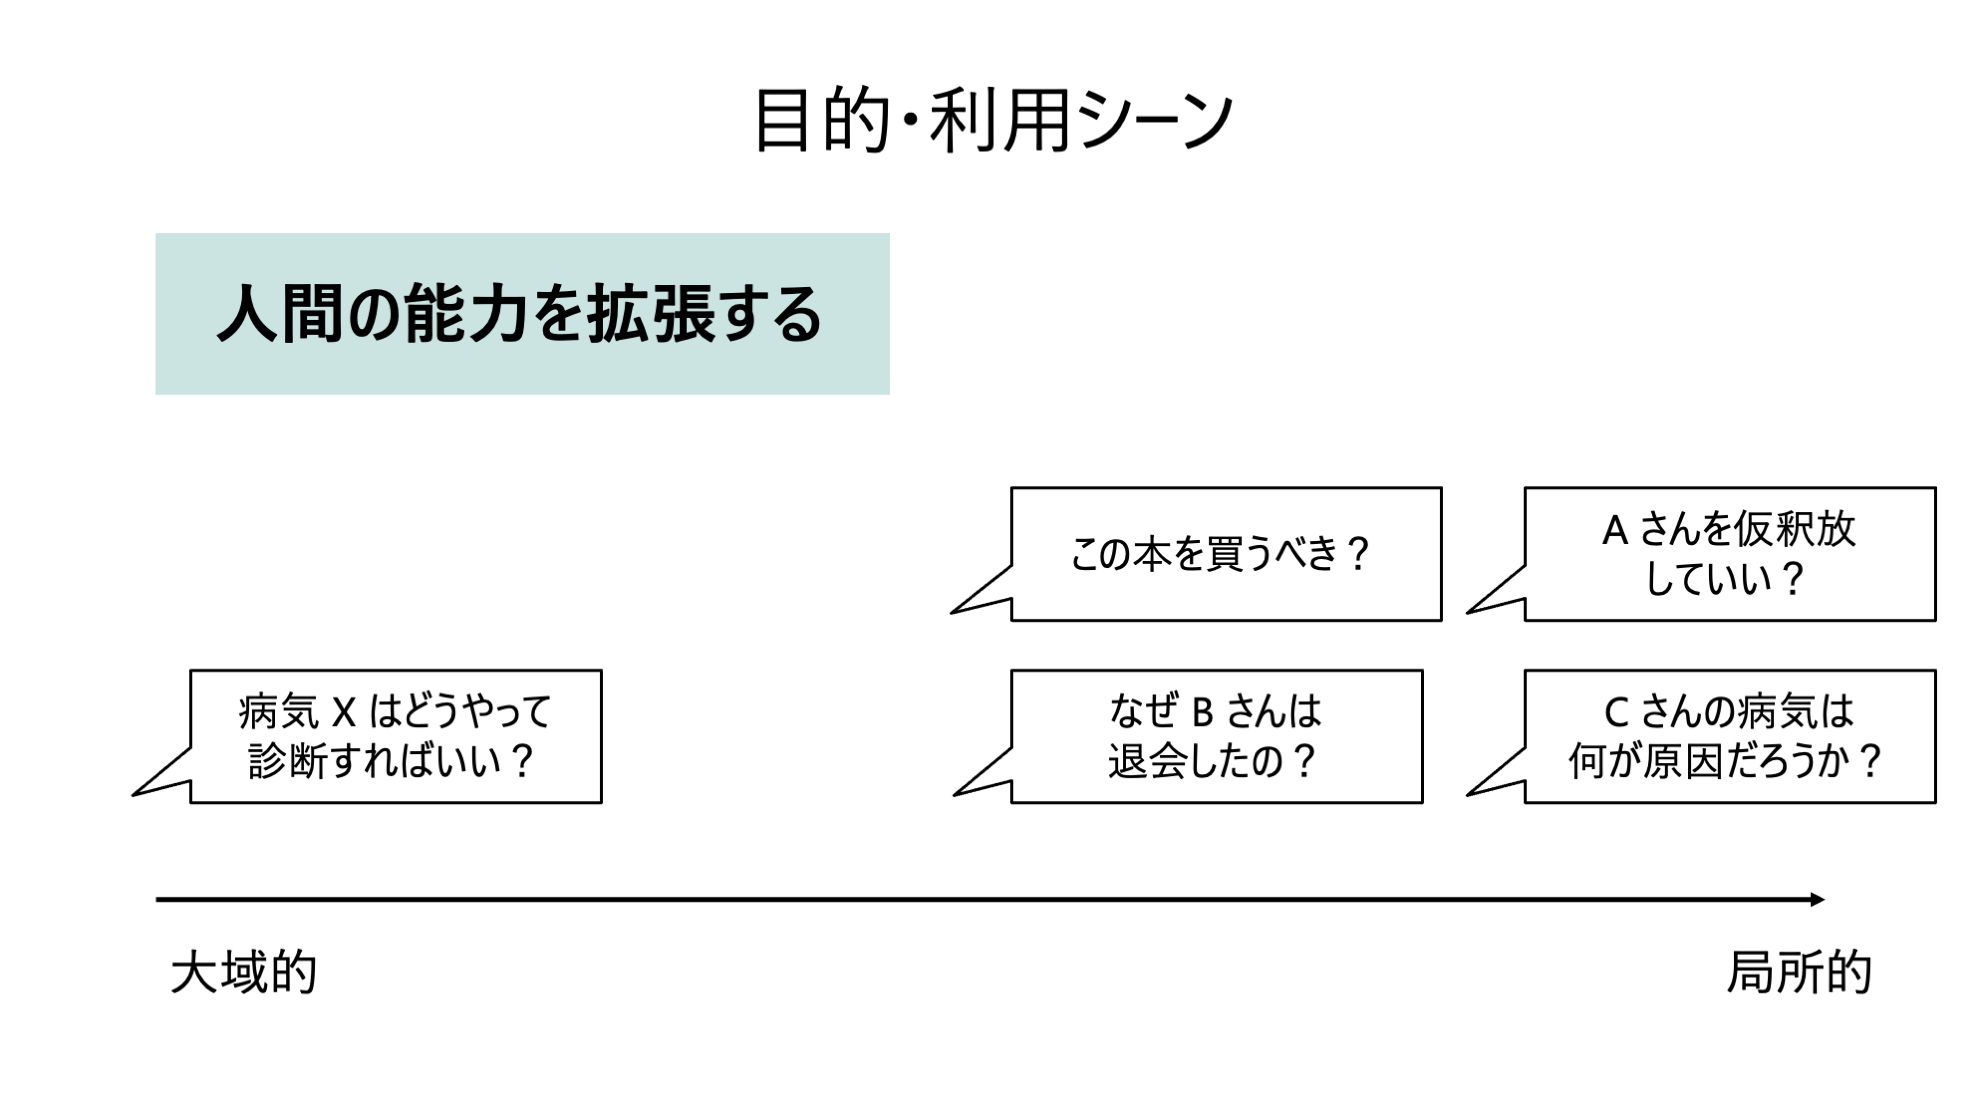 目的・利用シーン
人間の能力を拡張する
この本を買うべき？
A さんを仮釈放
していい？
病気 X はどうやって
診断すればいい？
なぜ B さんは
退会したの？
C さんの病気は
何が原因だろうか？
大域的
局所的